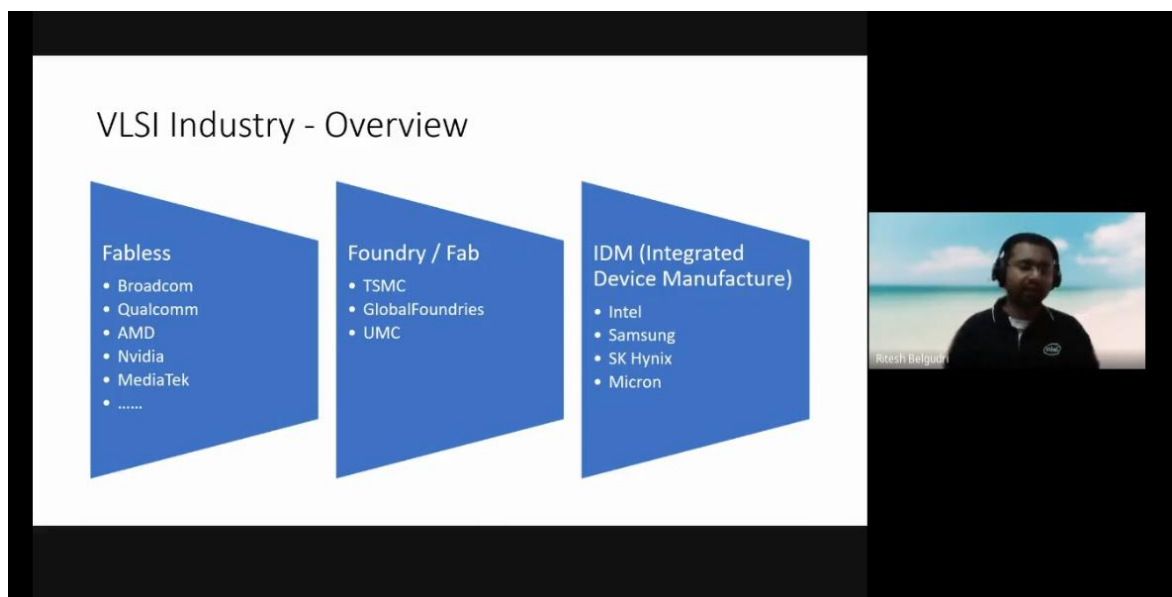 VLSI Industry - Overview
Fabless
• Broadcom
• Qualcomm
• AMD
• Nvidia
• MediaTek
• ......
Foundry / Fab
• TSMC
• GlobalFoundries
• UMC
IDM (Integrated
Device Manufacture)
• Intel
• Samsung
• SK Hynix
• Micron
Ritesh Belgudri
intel